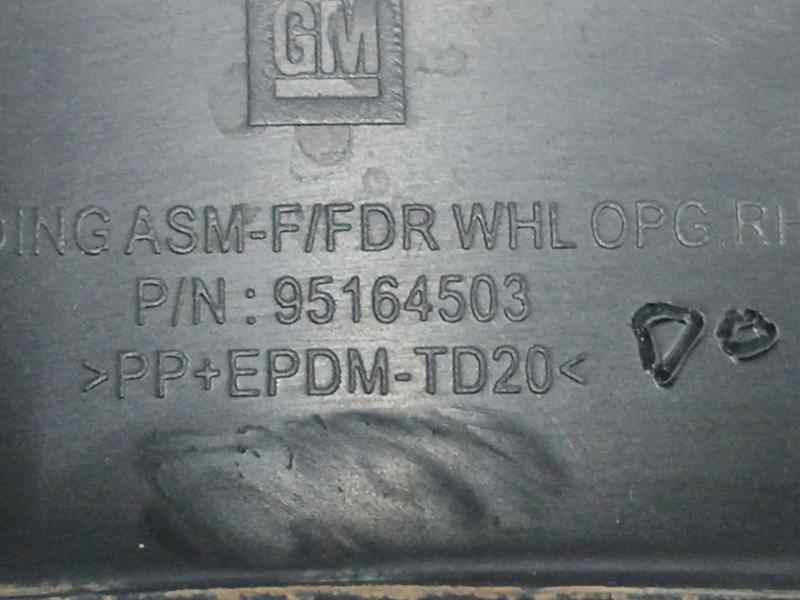 GM
DING ASM-F/FDR WHL OPG, RH
P/N : 95164503
>PP+EPDM-TD20<